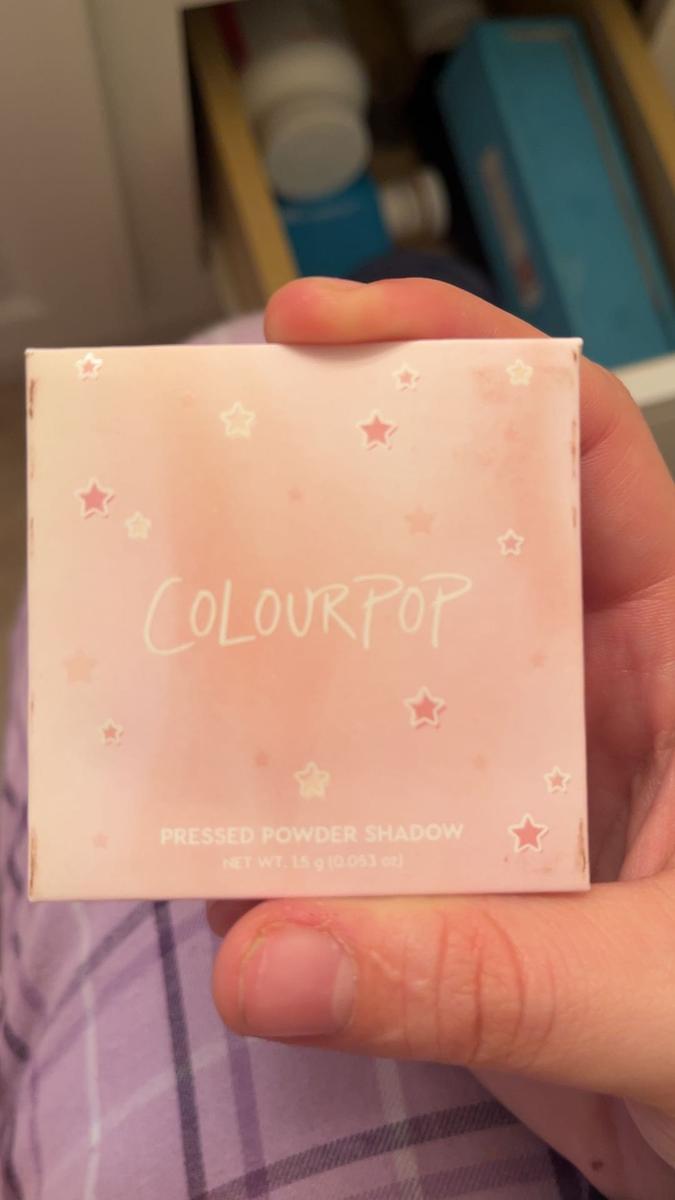 COLOURPOP
PRESSED POWDER SHADOW
NET WT. 1.5 g (0.053 oz)